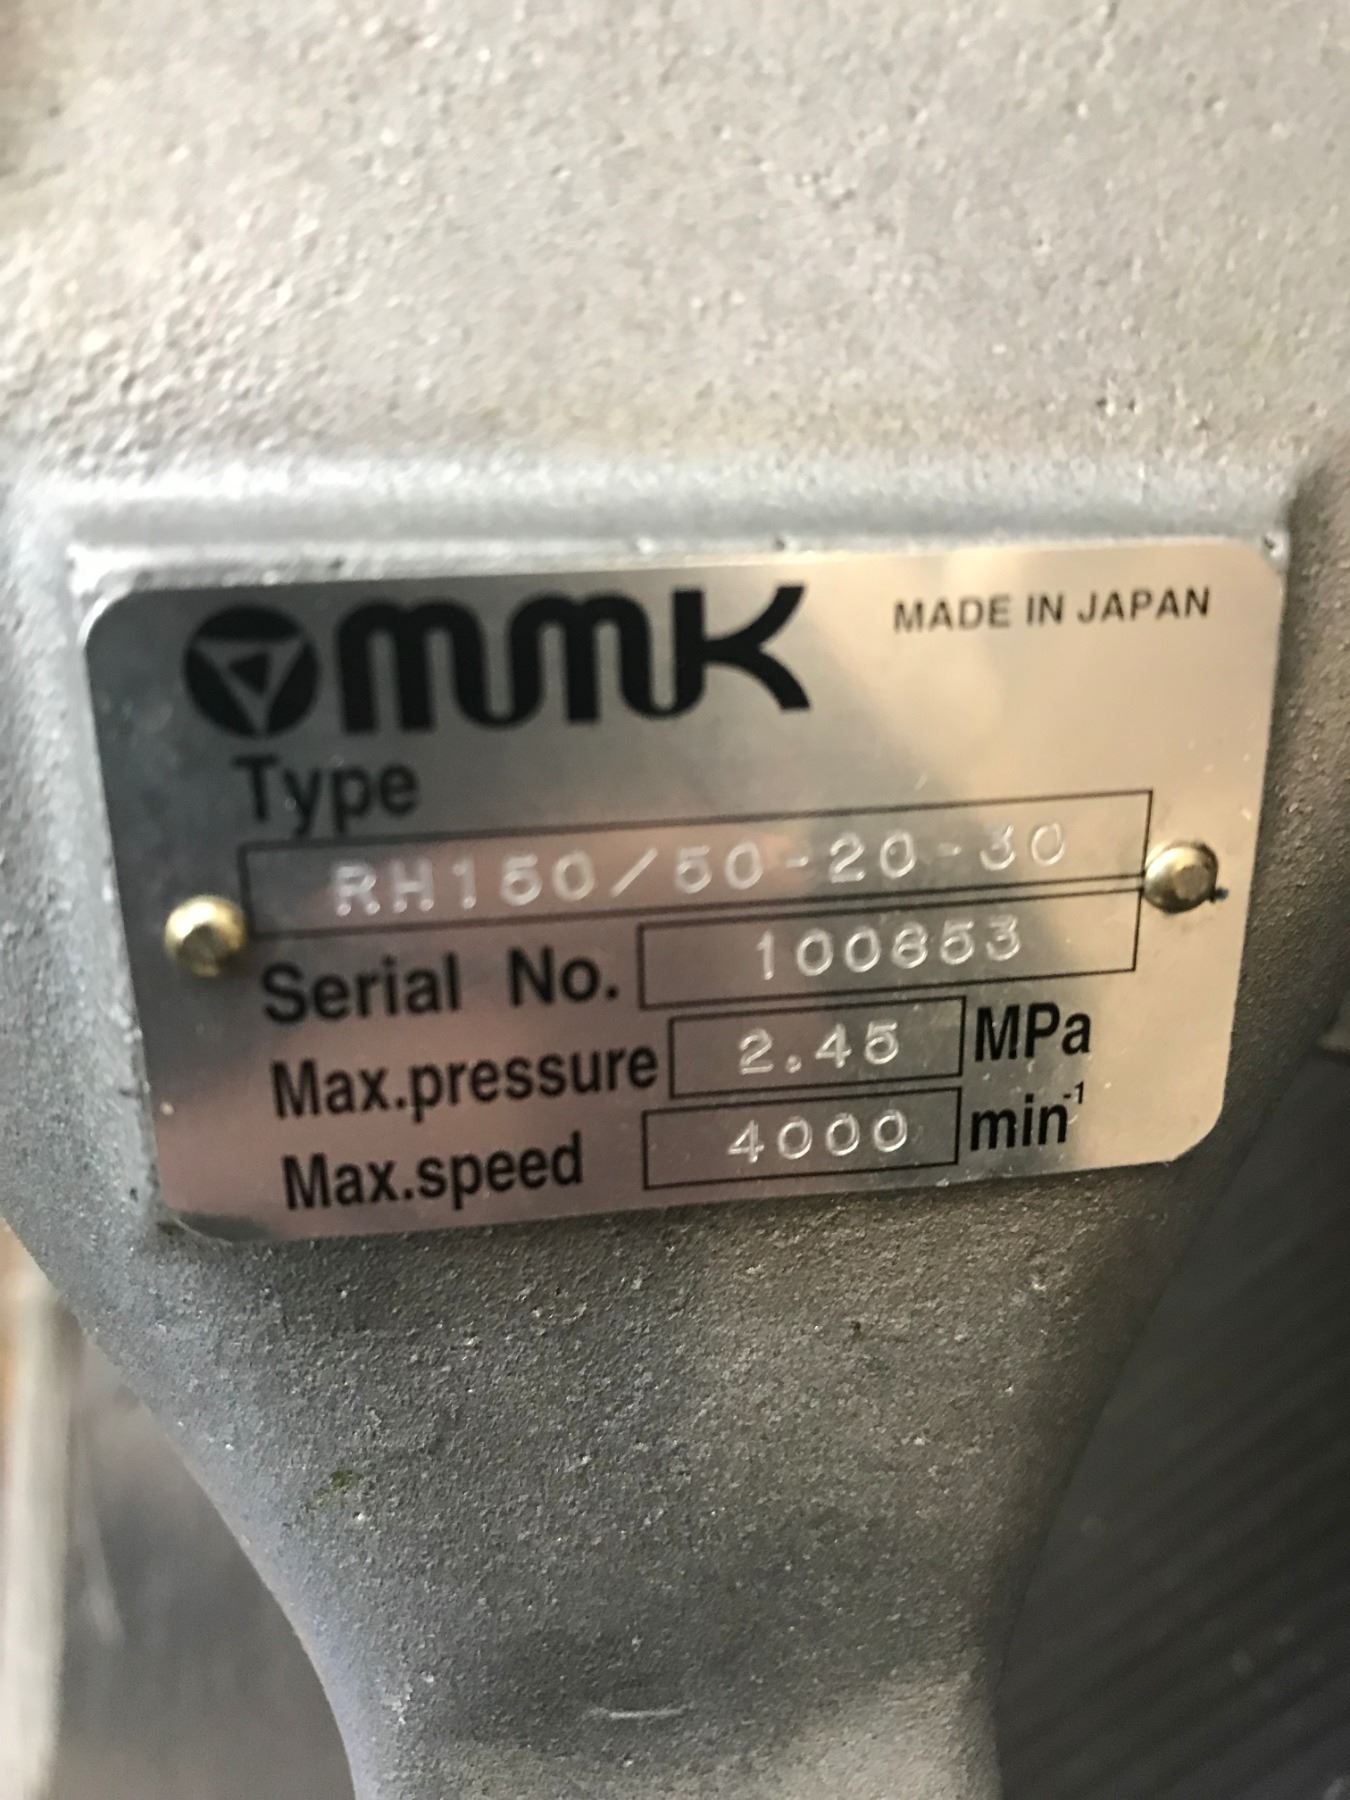 mmk MADE IN JAPAN
Type
RH150/50-20-30
Serial No. 100853
Max.pressure 2.45 MPa
Max.speed 4000 min-1